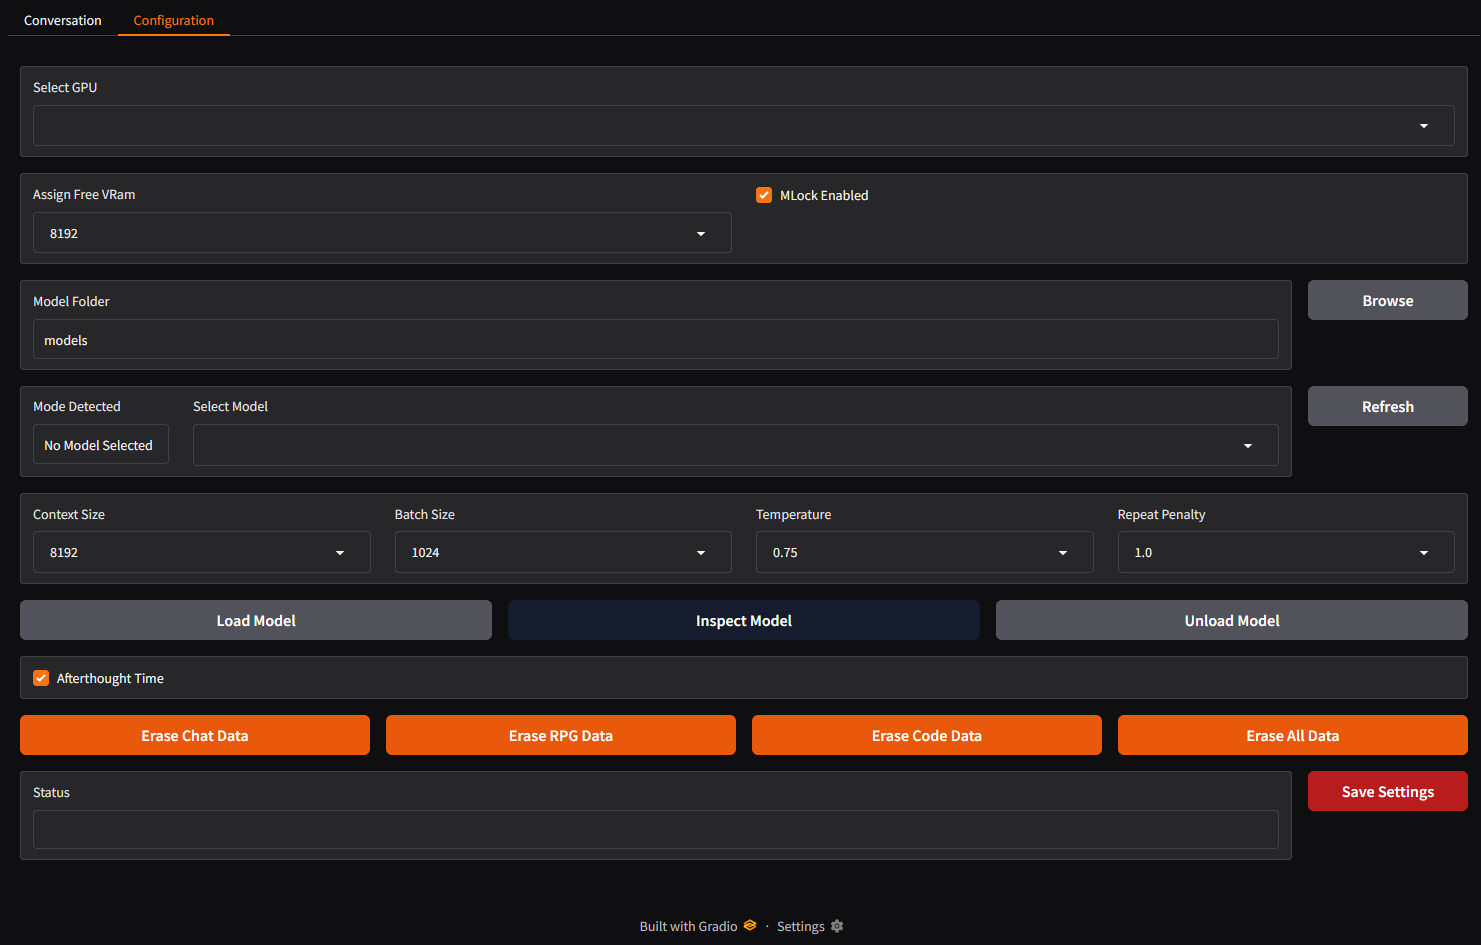 Conversation Configuration
Select GPU
Assign Free VRam
MLock Enabled
8192
Model Folder
Browse
models
Mode Detected Select Model
Refresh
No Model Selected
Context Size Batch Size Temperature Repeat Penalty
8192 1024 0.75 1.0
Load Model Inspect Model Unload Model
Afterthought Time
Erase Chat Data Erase RPG Data Erase Code Data Erase All Data
Status
Save Settings
Built with Gradio · Settings